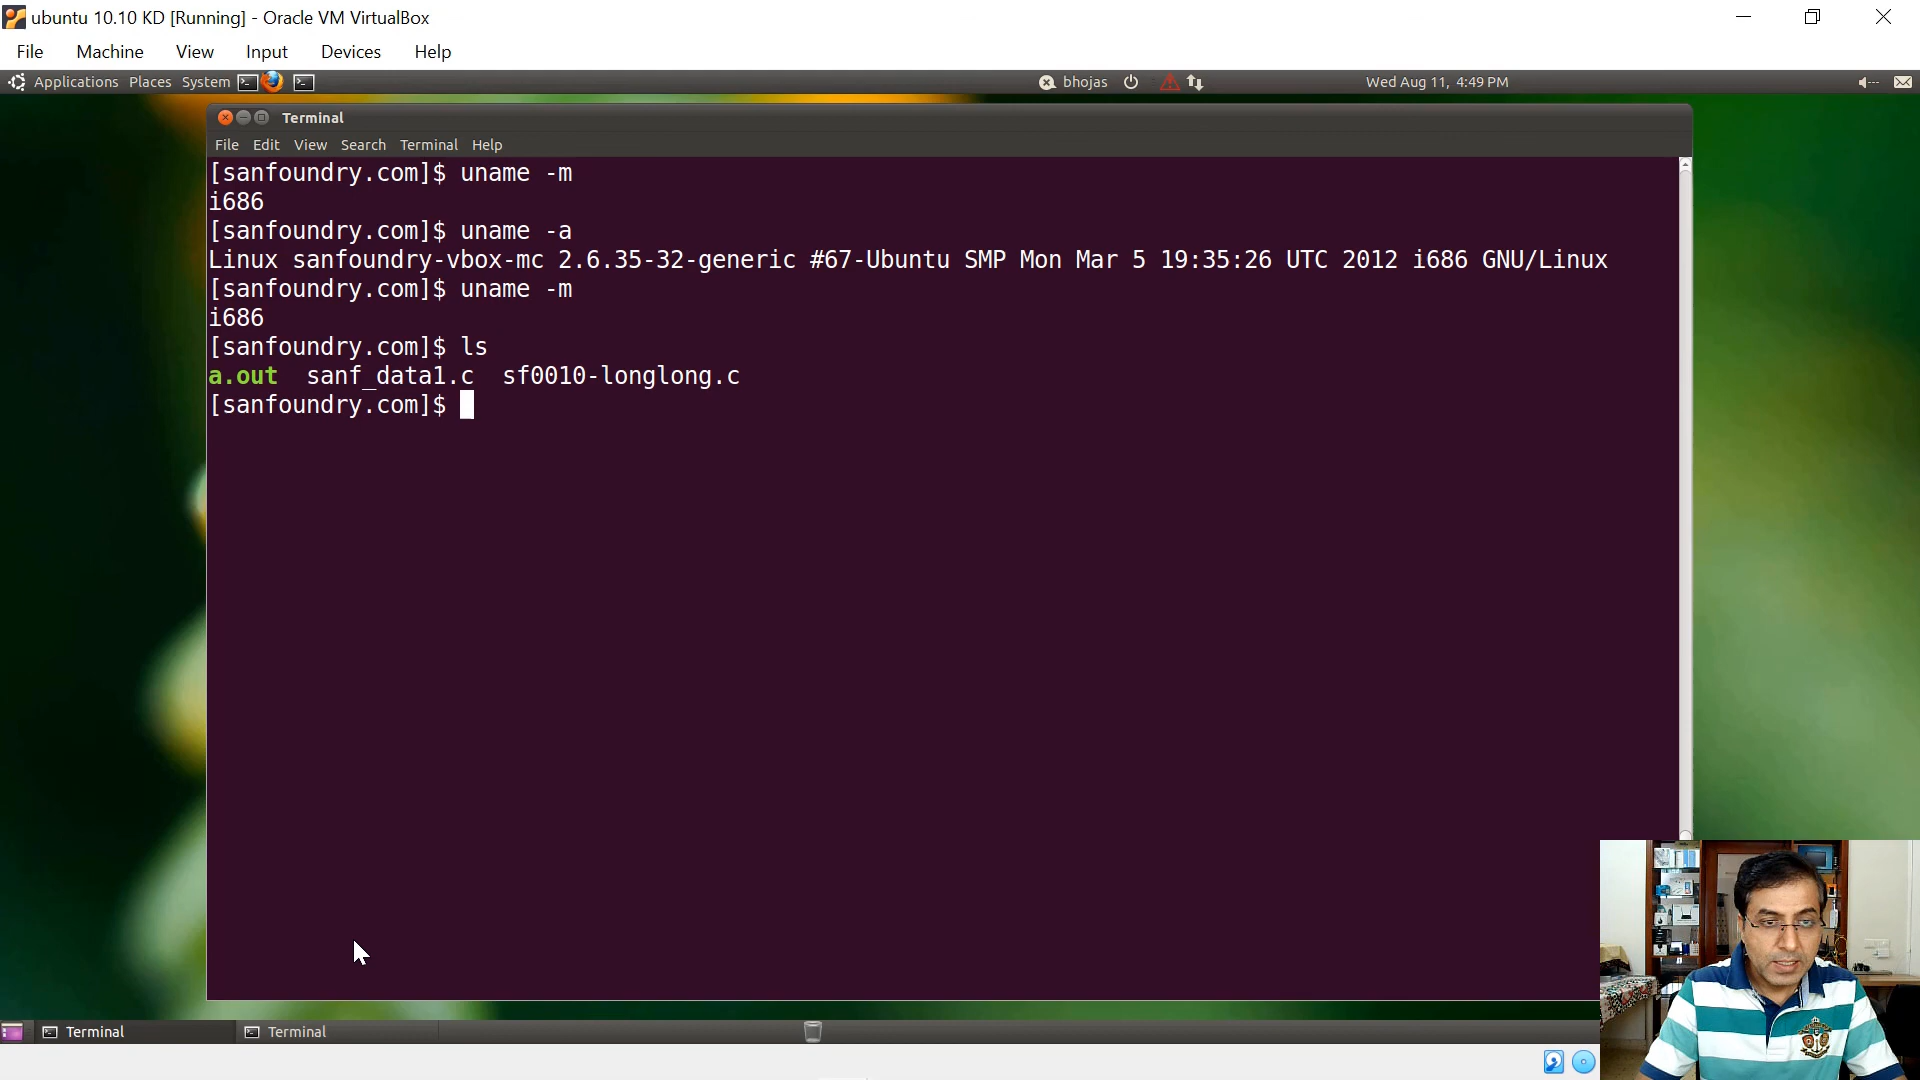 ubuntu 10.10 KD [Running] - Oracle VM VirtualBox
File Machine View Input Devices Help
Applications Places System bhojas Wed Aug 11, 4:49 PM
Terminal
File Edit View Search Terminal Help
[sanfoundry.com]$ uname -m
i686
[sanfoundry.com]$ uname -a
Linux sanfoundry-vbox-mc 2.6.35-32-generic #67-Ubuntu SMP Mon Mar 5 19:35:26 UTC 2012 i686 GNU/Linux
[sanfoundry.com]$ uname -m
i686
[sanfoundry.com]$ ls
a.out sanf_data1.c sf0010-longlong.c
[sanfoundry.com]$
Terminal Terminal